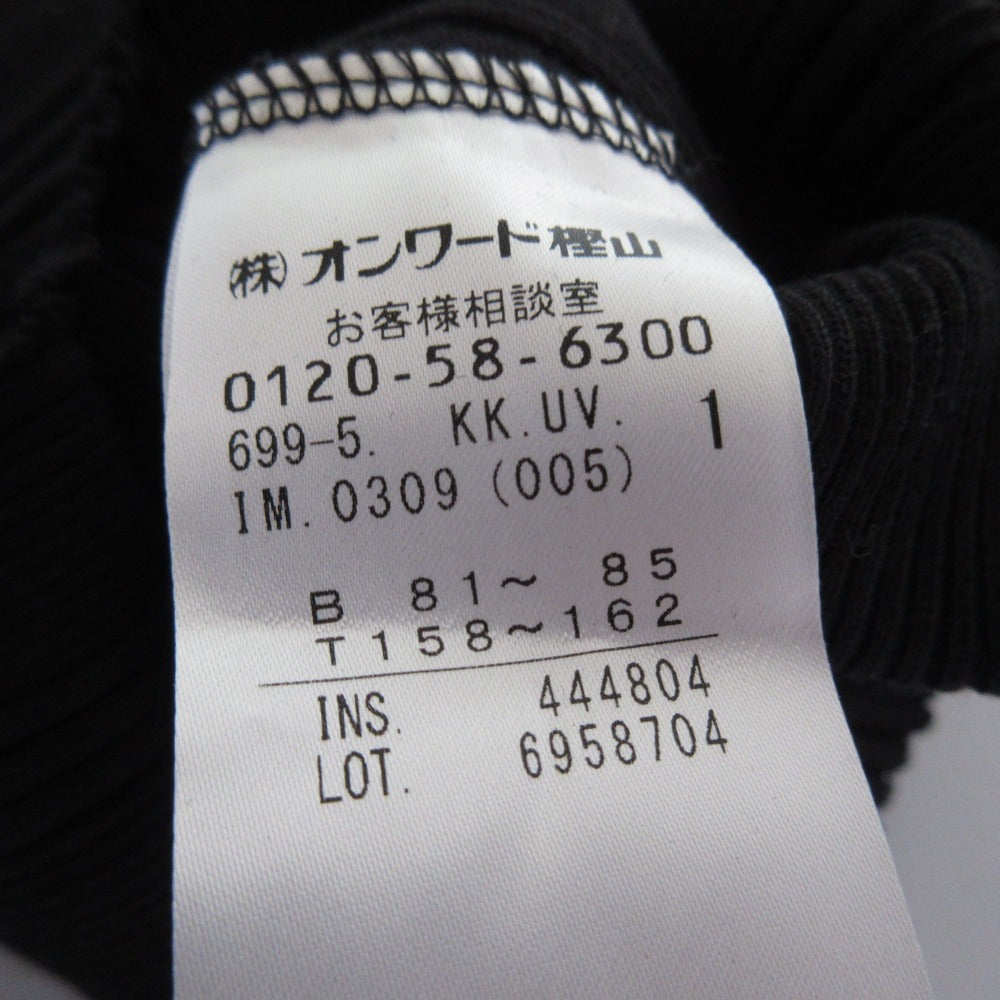 (株)オンワード樫山
お客様相談室
0120-58-6300
699-5. KK.UV. 1
IM.0309(005)
B 81~ 85
T158~162
INS. 444804
LOT. 6958704